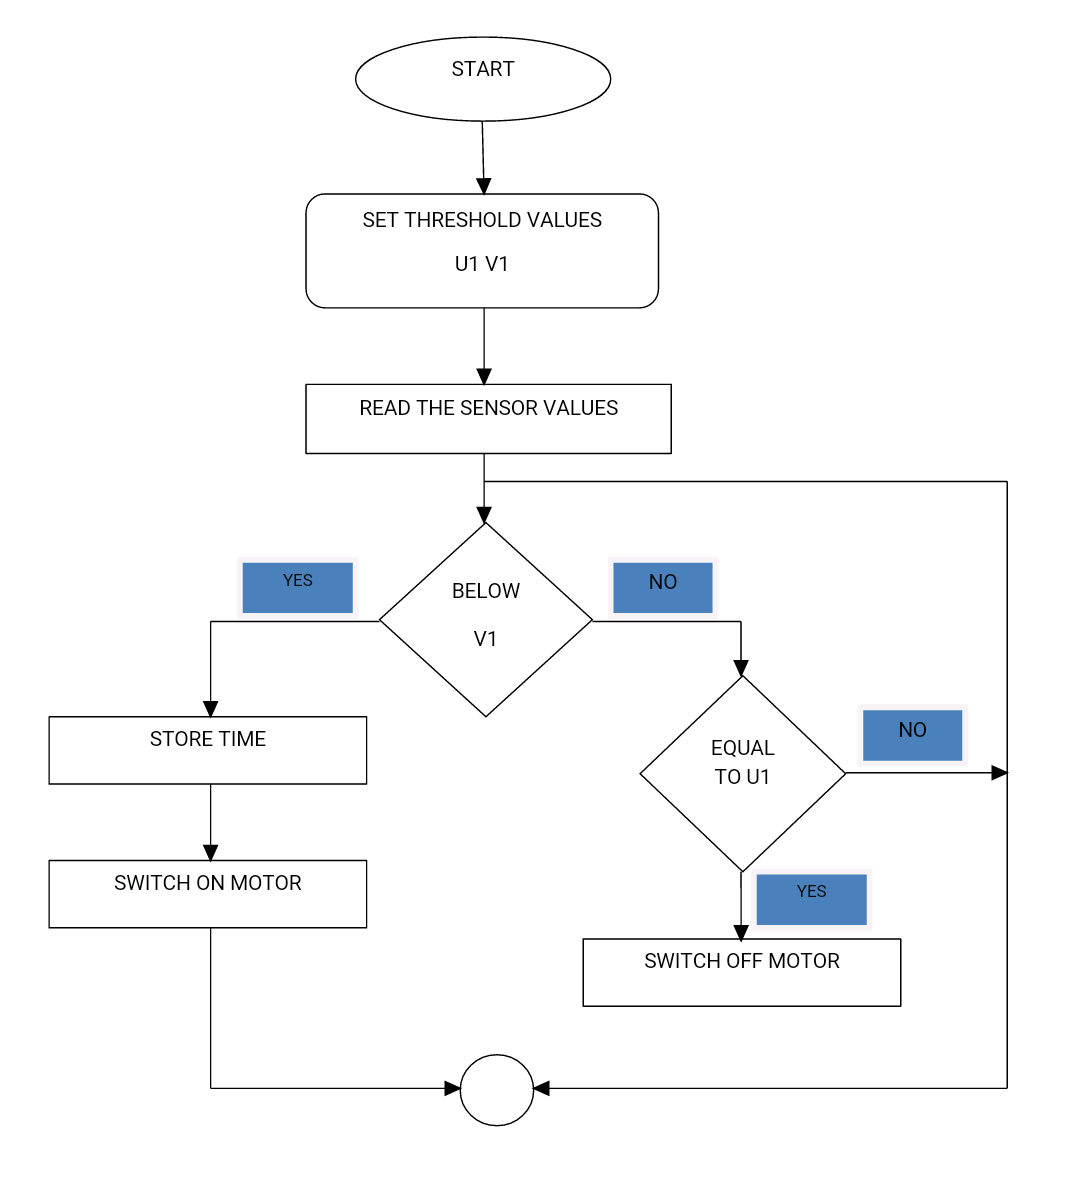 START
SET THRESHOLD VALUES
U1 V1
READ THE SENSOR VALUES
YES
BELOW
V1
NO
STORE TIME
EQUAL
TO U1
NO
SWITCH ON MOTOR
YES
SWITCH OFF MOTOR